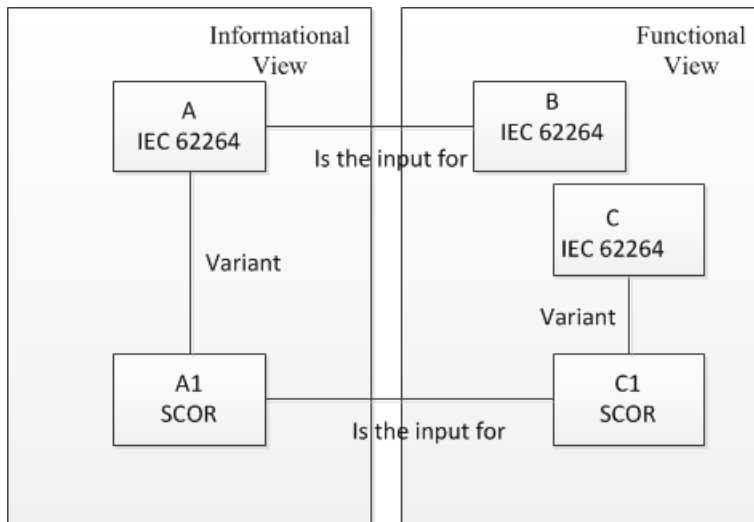 Informational
View
Functional
View
A
IEC 62264
B
IEC 62264
Is the input for
C
IEC 62264
Variant
Variant
A1
SCOR
C1
SCOR
Is the input for